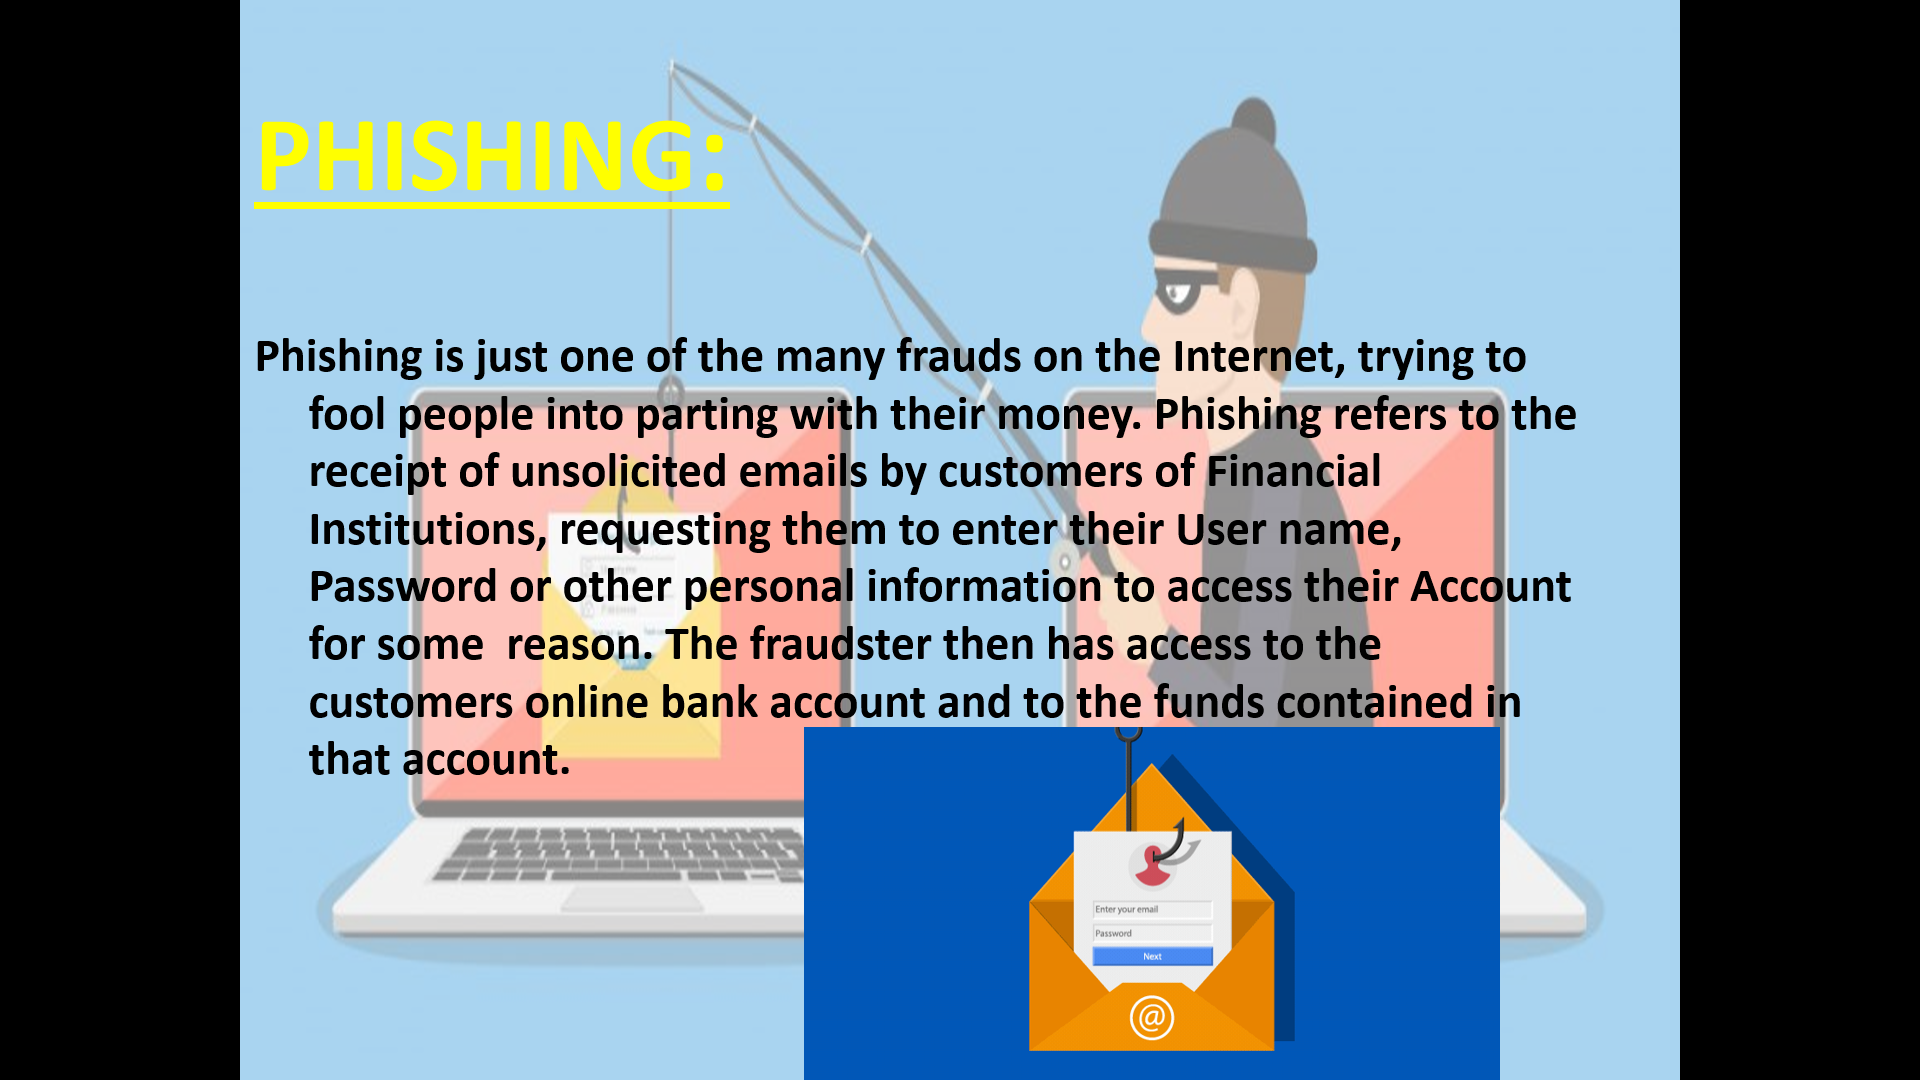 PHISHING:
Phishing is just one of the many frauds on the Internet, trying to
fool people into parting with their money. Phishing refers to the
receipt of unsolicited emails by customers of Financial
Institutions, requesting them to enter their User name,
Password or other personal information to access their Account
for some  reason. The fraudster then has access to the
customers online bank account and to the funds contained in
that account.
Enter your email
Password
Next
@